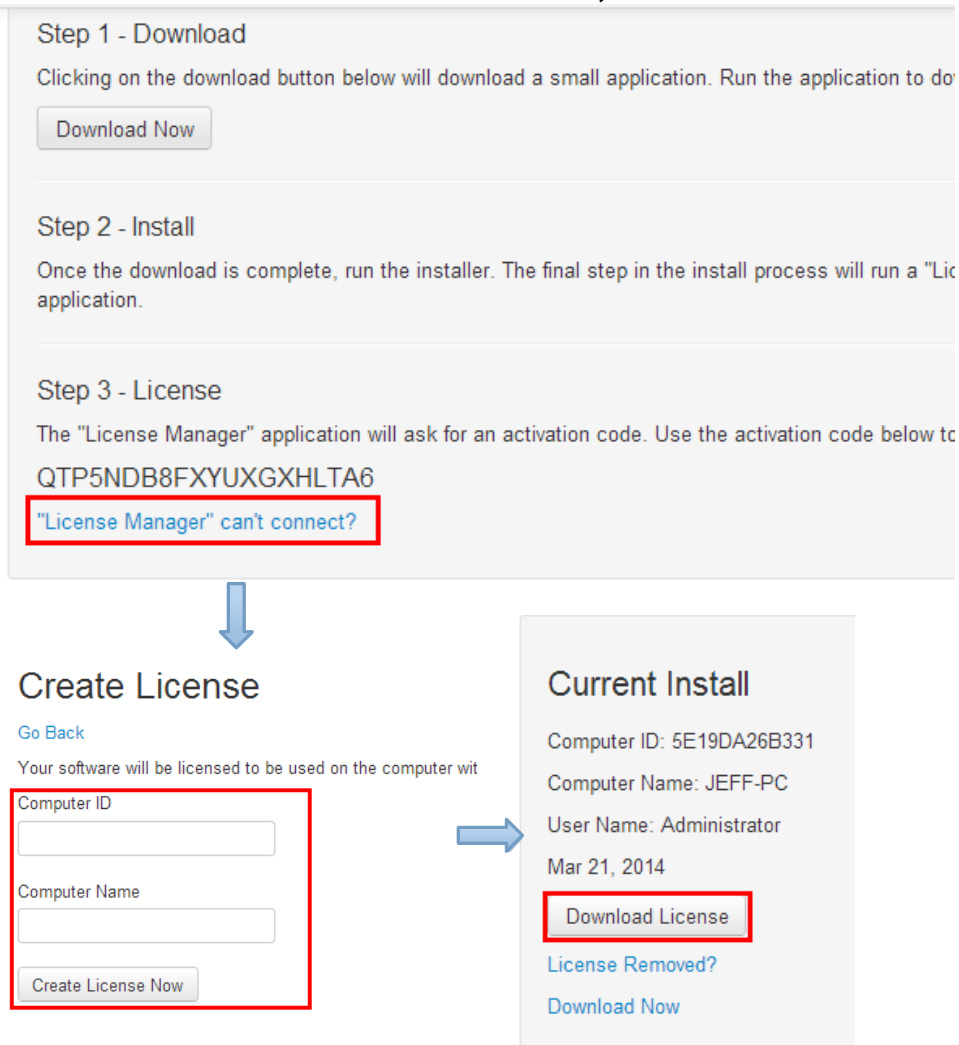 Step 1 - Download
Clicking on the download button below will download a small application. Run the application to do
Download Now
Step 2 - Install
Once the download is complete, run the installer. The final step in the install process will run a "Lic
application.
Step 3 - License
The "License Manager" application will ask for an activation code. Use the activation code below to
QTP5NDB8FXYUXGXHLTA6
"License Manager" can't connect?
Create License
Go Back
Your software will be licensed to be used on the computer wit
Computer ID
Computer Name
Create License Now
Current Install
Computer ID: 5E19DA26B331
Computer Name: JEFF-PC
User Name: Administrator
Mar 21, 2014
Download License
License Removed?
Download Now